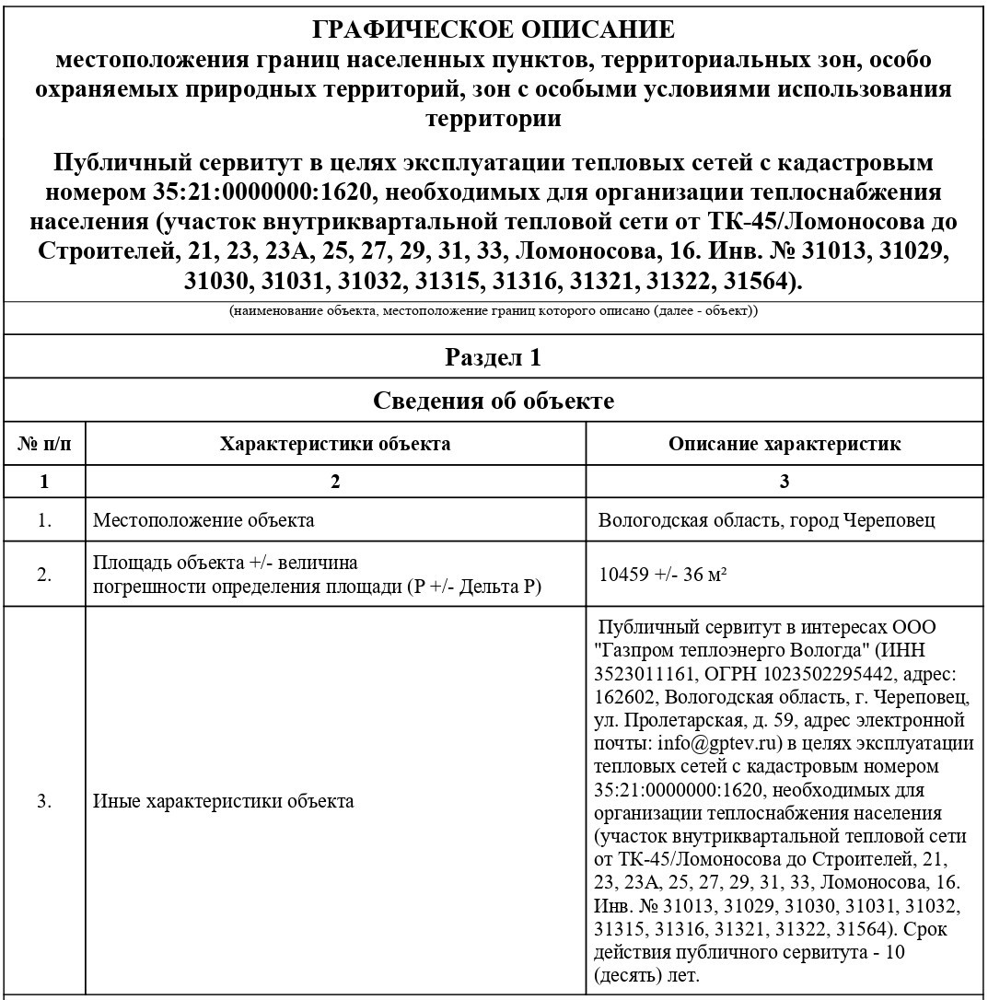 ГРАФИЧЕСКОЕ ОПИСАНИЕ
местоположения границ населенных пунктов, территориальных зон, особо
охраняемых природных территорий, зон с особыми условиями использования
территории
Публичный сервитут в целях эксплуатации тепловых сетей с кадастровым
номером 35:21:0000000:1620, необходимых для организации теплоснабжения
населения (участок внутриквартальной тепловой сети от ТК-45/Ломоносова до
Строителей, 21, 23, 23А, 25, 27, 29, 31, 33, Ломоносова, 16. Инв. № 31013, 31029,
31030, 31031, 31032, 31315, 31316, 31321, 31322, 31564).
(наименование объекта, местоположение границ которого описано (далее - объект))
Раздел 1
Сведения об объекте
№ п/п Характеристики объекта Описание характеристик
1 2 3
1. Местоположение объекта Вологодская область, город Череповец
2. Площадь объекта +/- величина
погрешности определения площади (Р +/- Дельта Р) 10459 +/- 36 м²
3. Иные характеристики объекта
Публичный сервитут в интересах ООО
"Газпром теплоэнерго Вологда" (ИНН
3523011161, ОГРН 1023502295442, адрес:
162602, Вологодская область, г. Череповец,
ул. Пролетарская, д. 59, адрес электронной
почты: info@gptev.ru) в целях эксплуатации
тепловых сетей с кадастровым номером
35:21:0000000:1620, необходимых для
организации теплоснабжения населения
(участок внутриквартальной тепловой сети
от ТК-45/Ломоносова до Строителей, 21,
23, 23А, 25, 27, 29, 31, 33, Ломоносова, 16.
Инв. № 31013, 31029, 31030, 31031, 31032,
31315, 31316, 31321, 31322, 31564). Срок
действия публичного сервитута - 10
(десять) лет.